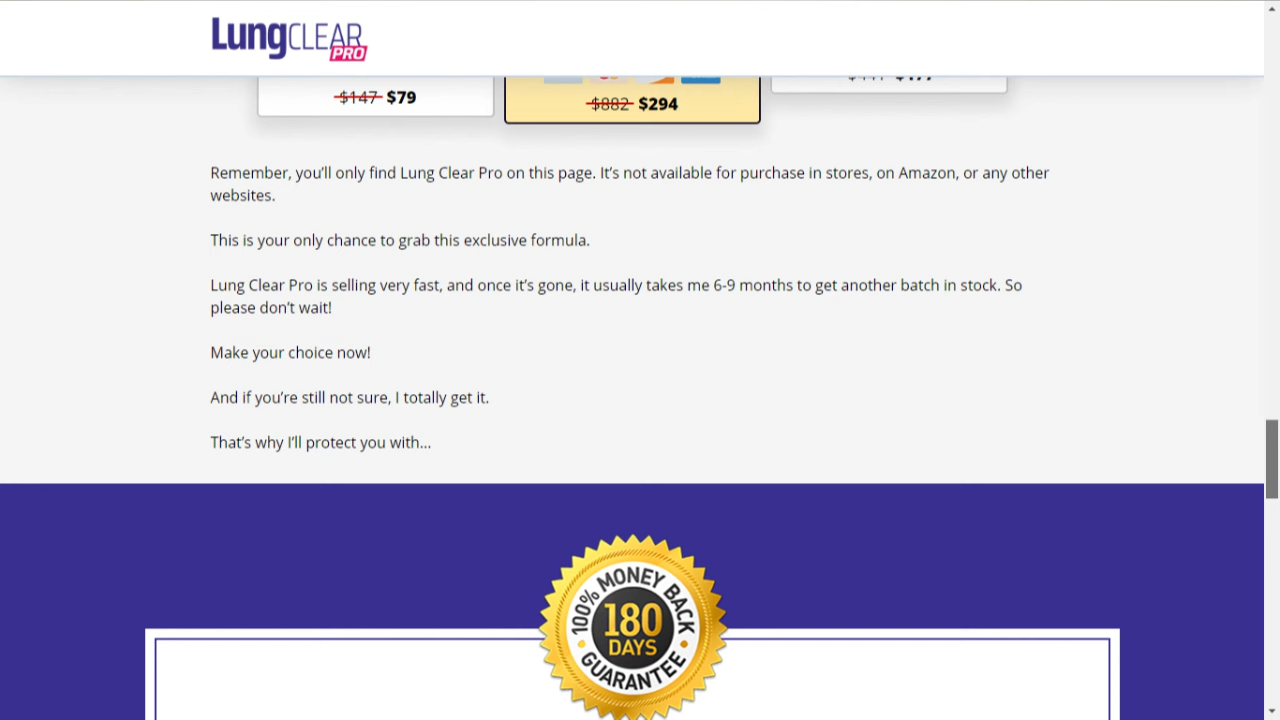 LungCLEAR
PRO
$147 $79
$882 $294
Remember, you’ll only find Lung Clear Pro on this page. It’s not available for purchase in stores, on Amazon, or any other
websites.
This is your only chance to grab this exclusive formula.
Lung Clear Pro is selling very fast, and once it’s gone, it usually takes me 6-9 months to get another batch in stock. So
please don’t wait!
Make your choice now!
And if you’re still not sure, I totally get it.
That’s why I’ll protect you with...
100% MONEY BACK
180
DAYS
GUARANTEE